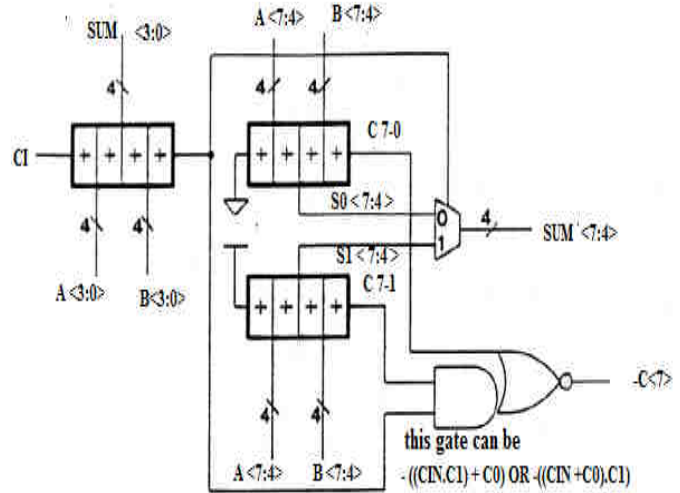 SUM <3:0>
A <7:4> B <7:4>
4
4 4
C 7-0
CI
+ + + +
+ + + +
S0 <7:4>
0
4
SUM <7:4>
1
4 4
S1 <7:4>
C 7-1
A <3:0> B<3:0>
+ + + +
-C<7>
4 4
this gate can be
A <7:4> B <7:4>
- ((CIN.C1) + C0) OR -((CIN +C0).C1)